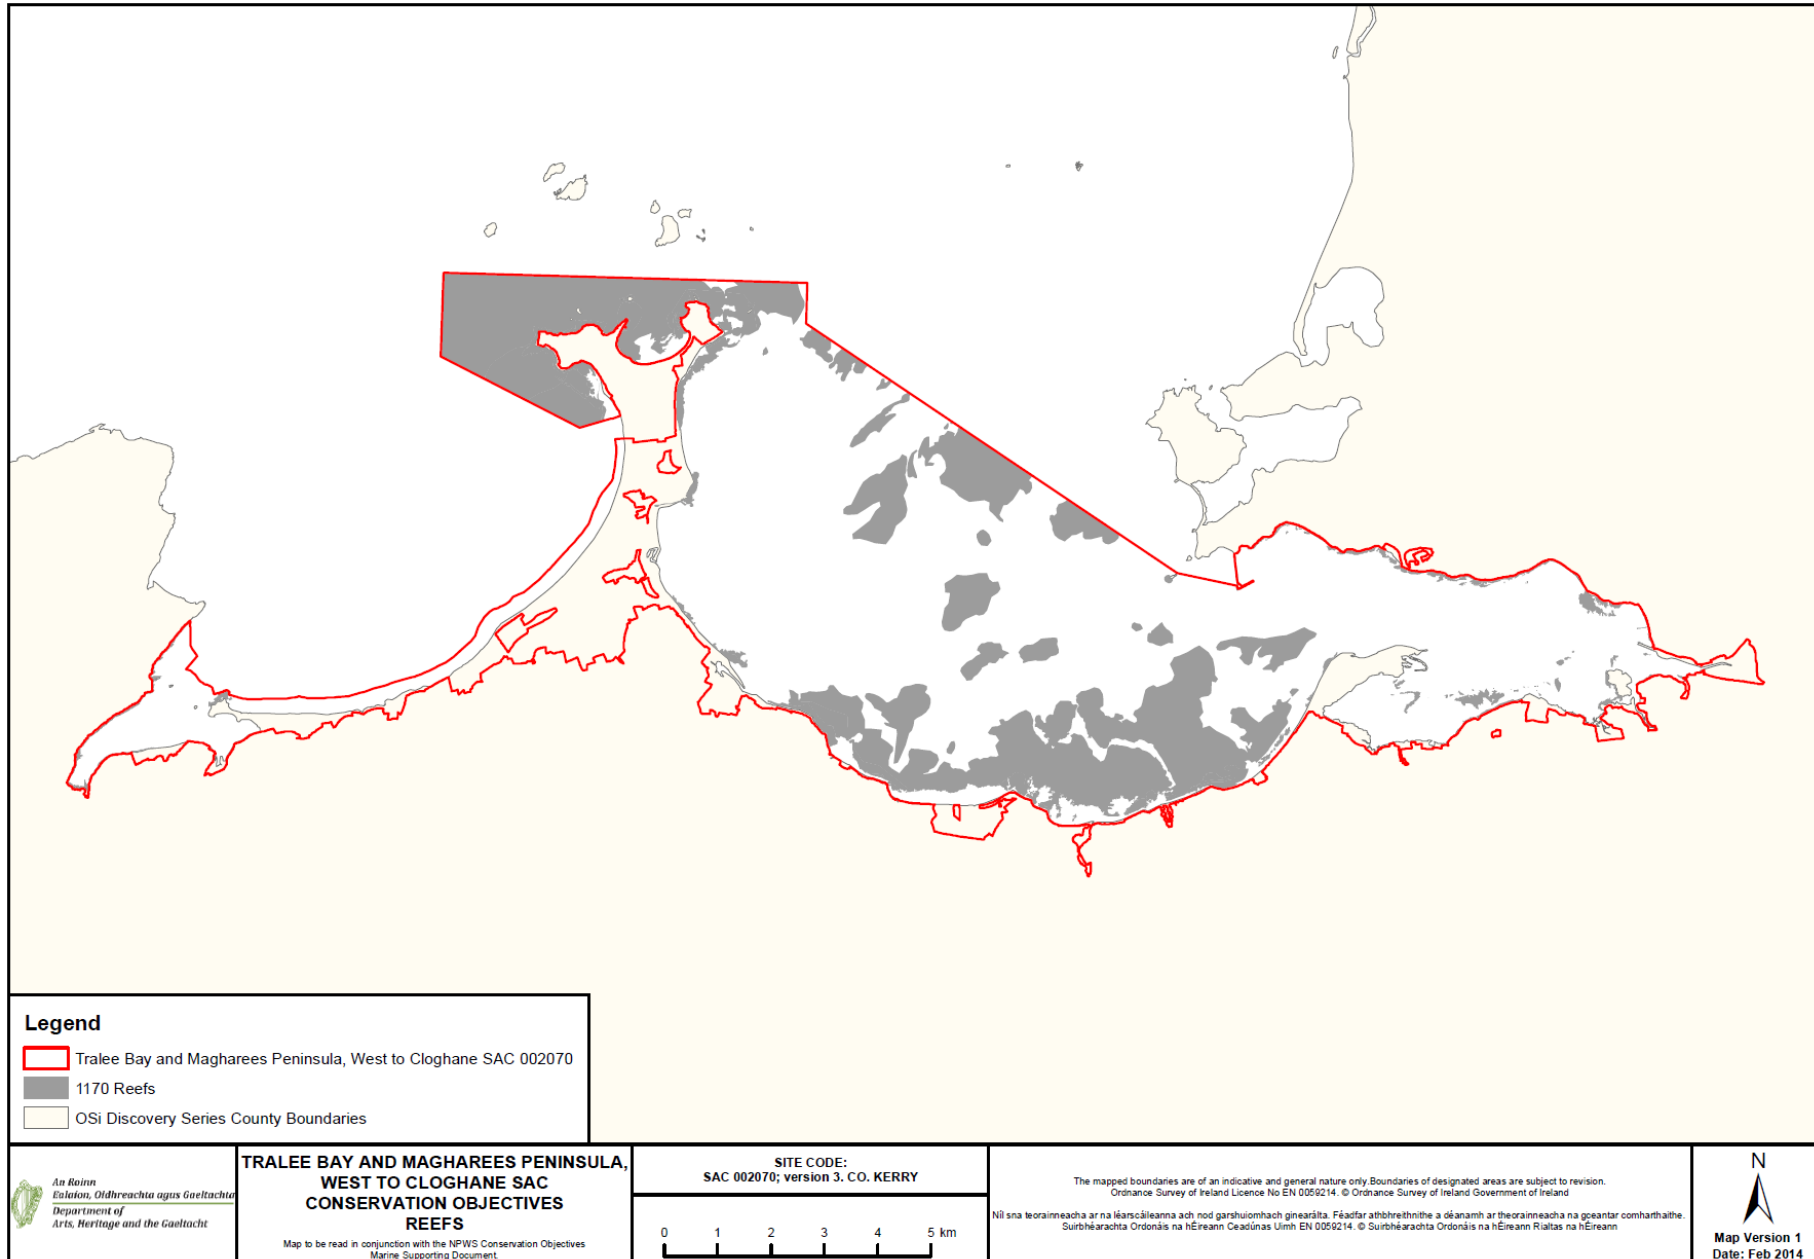 Legend
Tralee Bay and Magharees Peninsula, West to Cloghane SAC 002070
1170 Reefs
OSi Discovery Series County Boundaries
An Roinn
Ealaíon, Oidhreachta agus Gaeltachta
Department of
Arts, Heritage and the Gaeltacht
TRALEE BAY AND MAGHAREES PENINSULA,
WEST TO CLOGHANE SAC
CONSERVATION OBJECTIVES
REEFS
Map to be read in conjunction with the NPWS Conservation Objectives
Marine Supporting Document.
SITE CODE:
SAC 002070; version 3. CO. KERRY
0 1 2 3 4 5 km
The mapped boundaries are of an indicative and general nature only.Boundaries of designated areas are subject to revision.
Ordnance Survey of Ireland Licence No EN 0059214. © Ordnance Survey of Ireland Government of Ireland
Níl sna teorainneacha ar na léarscáileanna ach nod garshuiomhach ginearálta. Féadfar athbhreithnithe a déanamh ar theorainneacha na gceantar comharthaithe.
Suirbhéarachta Ordonáis na hÉireann Ceadúnas Uimh EN 0059214. © Suirbhéarachta Ordonáis na hÉireann Rialtas na hÉireann
N
Map Version 1
Date: Feb 2014